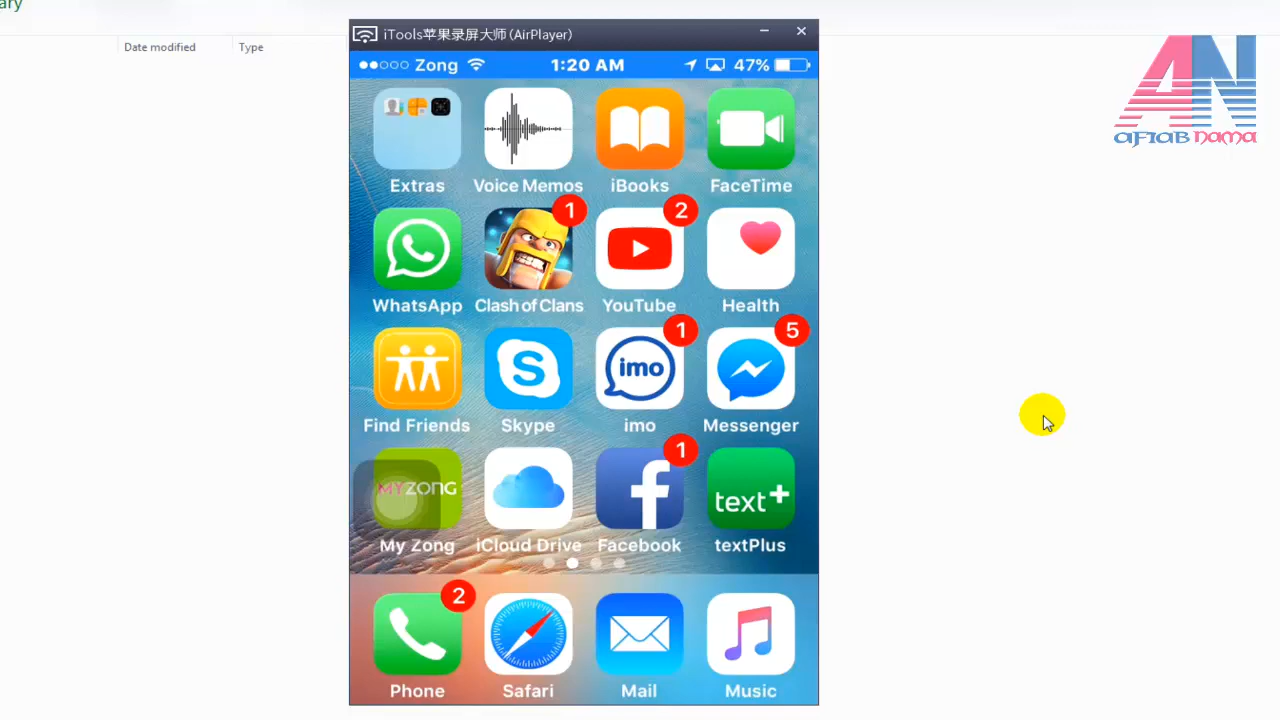 ary
Date modified Type
iTools苹果录屏大师(AirPlayer)
Zong 1:20 AM 47%
AN
AFTAB NAMA
Extras Voice Memos iBooks FaceTime
1 2
WhatsApp Clash of Clans YouTube Health
1 5
imo
Find Friends Skype imo Messenger
1
MYZONG text+
My Zong iCloud Drive Facebook textPlus
2
Phone Safari Mail Music